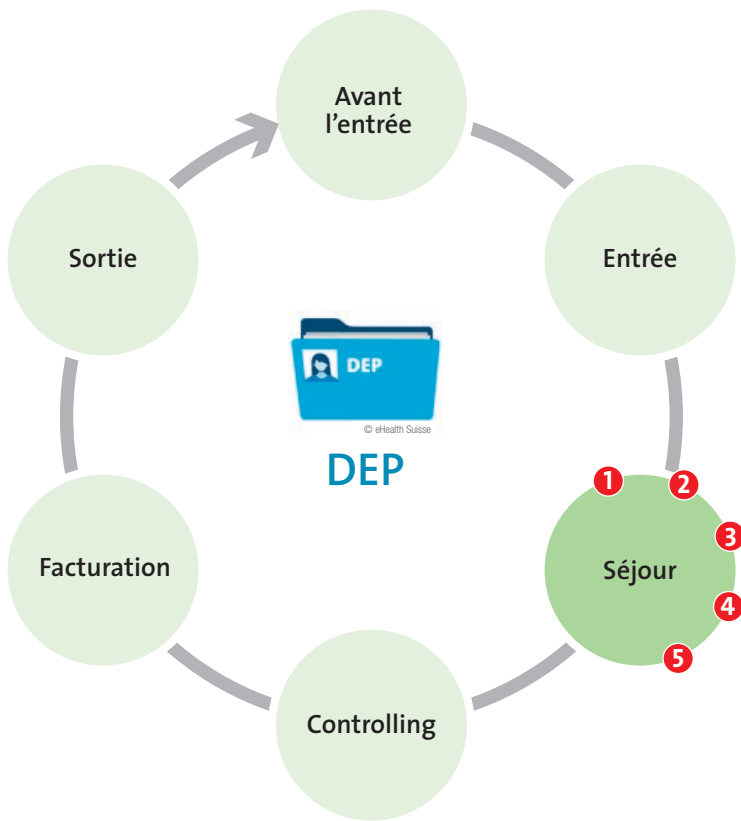 Avant
l'entrée
Sortie
Entrée
DEP
© eHealth Suisse
DEP
1
2
3
4
5
Facturation
Séjour
Controlling